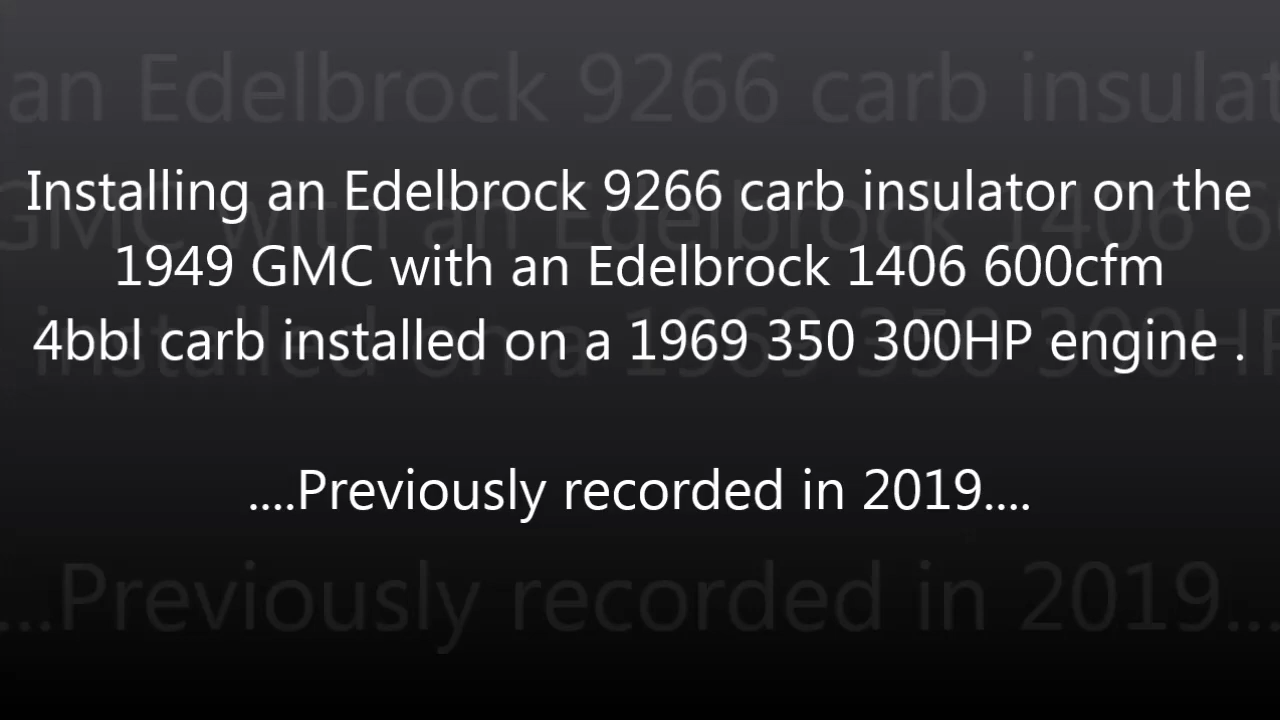 Installing an Edelbrock 9266 carb insulator on the
1949 GMC with an Edelbrock 1406 600cfm
4bbl carb installed on a 1969 350 300HP engine .
....Previously recorded in 2019....